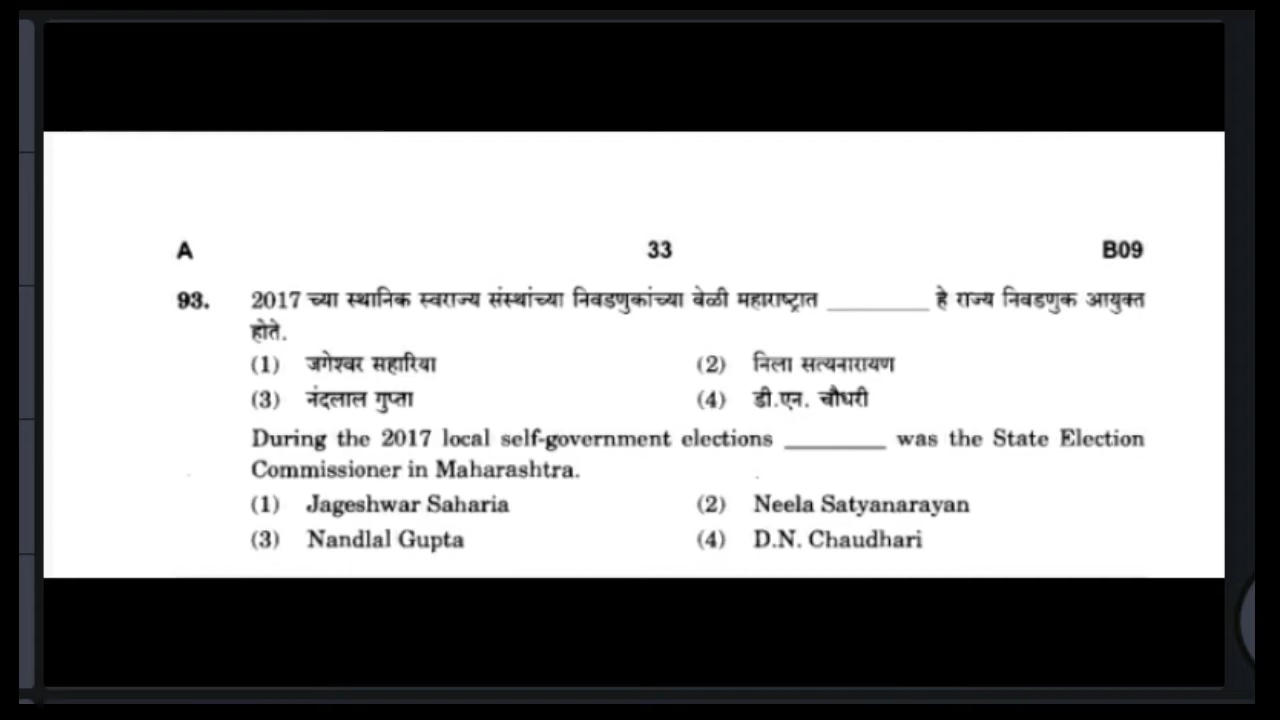 A 33 B09
93. 2017 च्या स्थानिक स्वराज्य संस्थांच्या निवडणुकांच्या वेळी महाराष्ट्रात ________ हे राज्य निवडणुक आयुक्त
होते.
(1) जगेश्वर सहारिया (2) निला सत्यनारायण
(3) नंदलाल गुप्ता (4) डी.एन. चौधरी
During the 2017 local self-government elections ________ was the State Election
Commissioner in Maharashtra.
(1) Jageshwar Saharia (2) Neela Satyanarayan
(3) Nandlal Gupta (4) D.N. Chaudhari